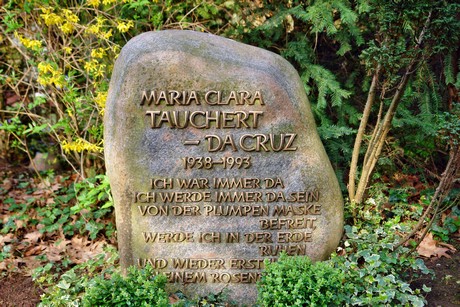 MARIA CLARA
TAUCHERT
– DA CRUZ
1938–1993
ICH WAR IMMER DA
ICH WERDE IMMER DA SEIN
VON DER PLUMPEN MASKE
BEFREIT
WERDE ICH IN DER ERDE
RUHEN
UND WIEDER ERST
EINEM ROSEN